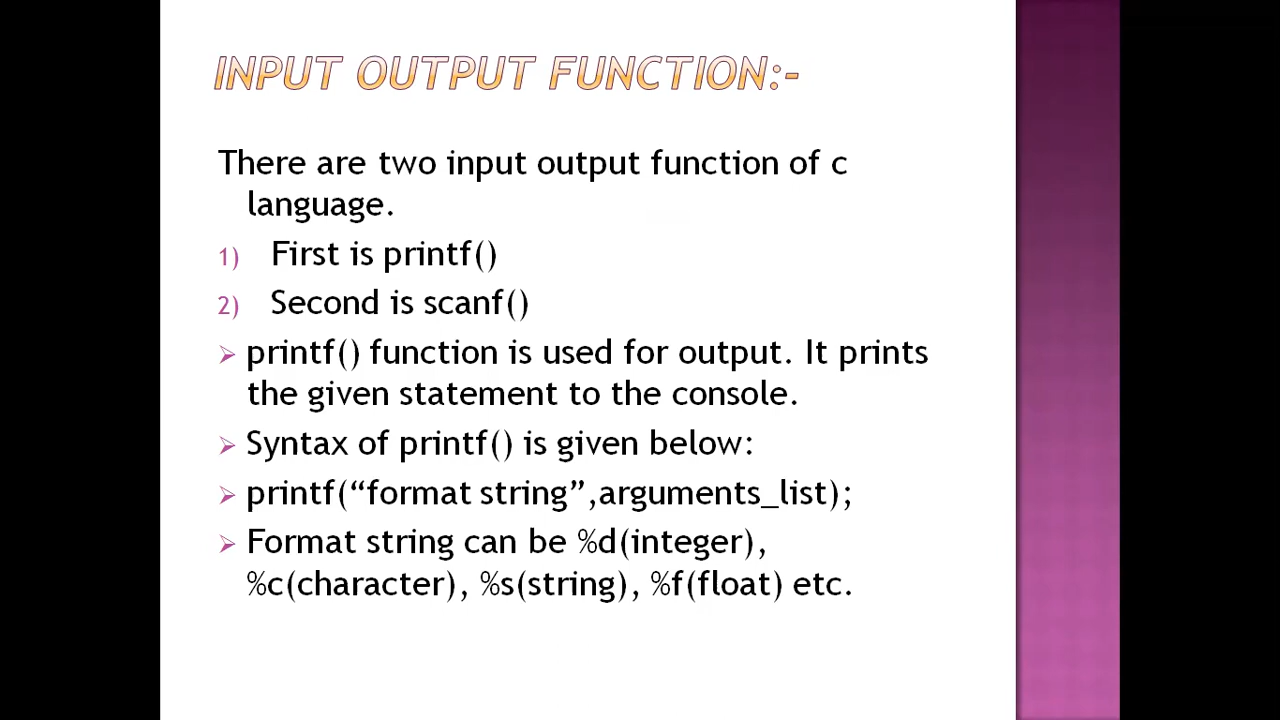 INPUT OUTPUT FUNCTION:-
There are two input output function of c
language.
1) First is printf()
2) Second is scanf()
➢ printf() function is used for output. It prints
the given statement to the console.
➢ Syntax of printf() is given below:
➢ printf(“format string”,arguments_list);
➢ Format string can be %d(integer),
%c(character), %s(string), %f(float) etc.